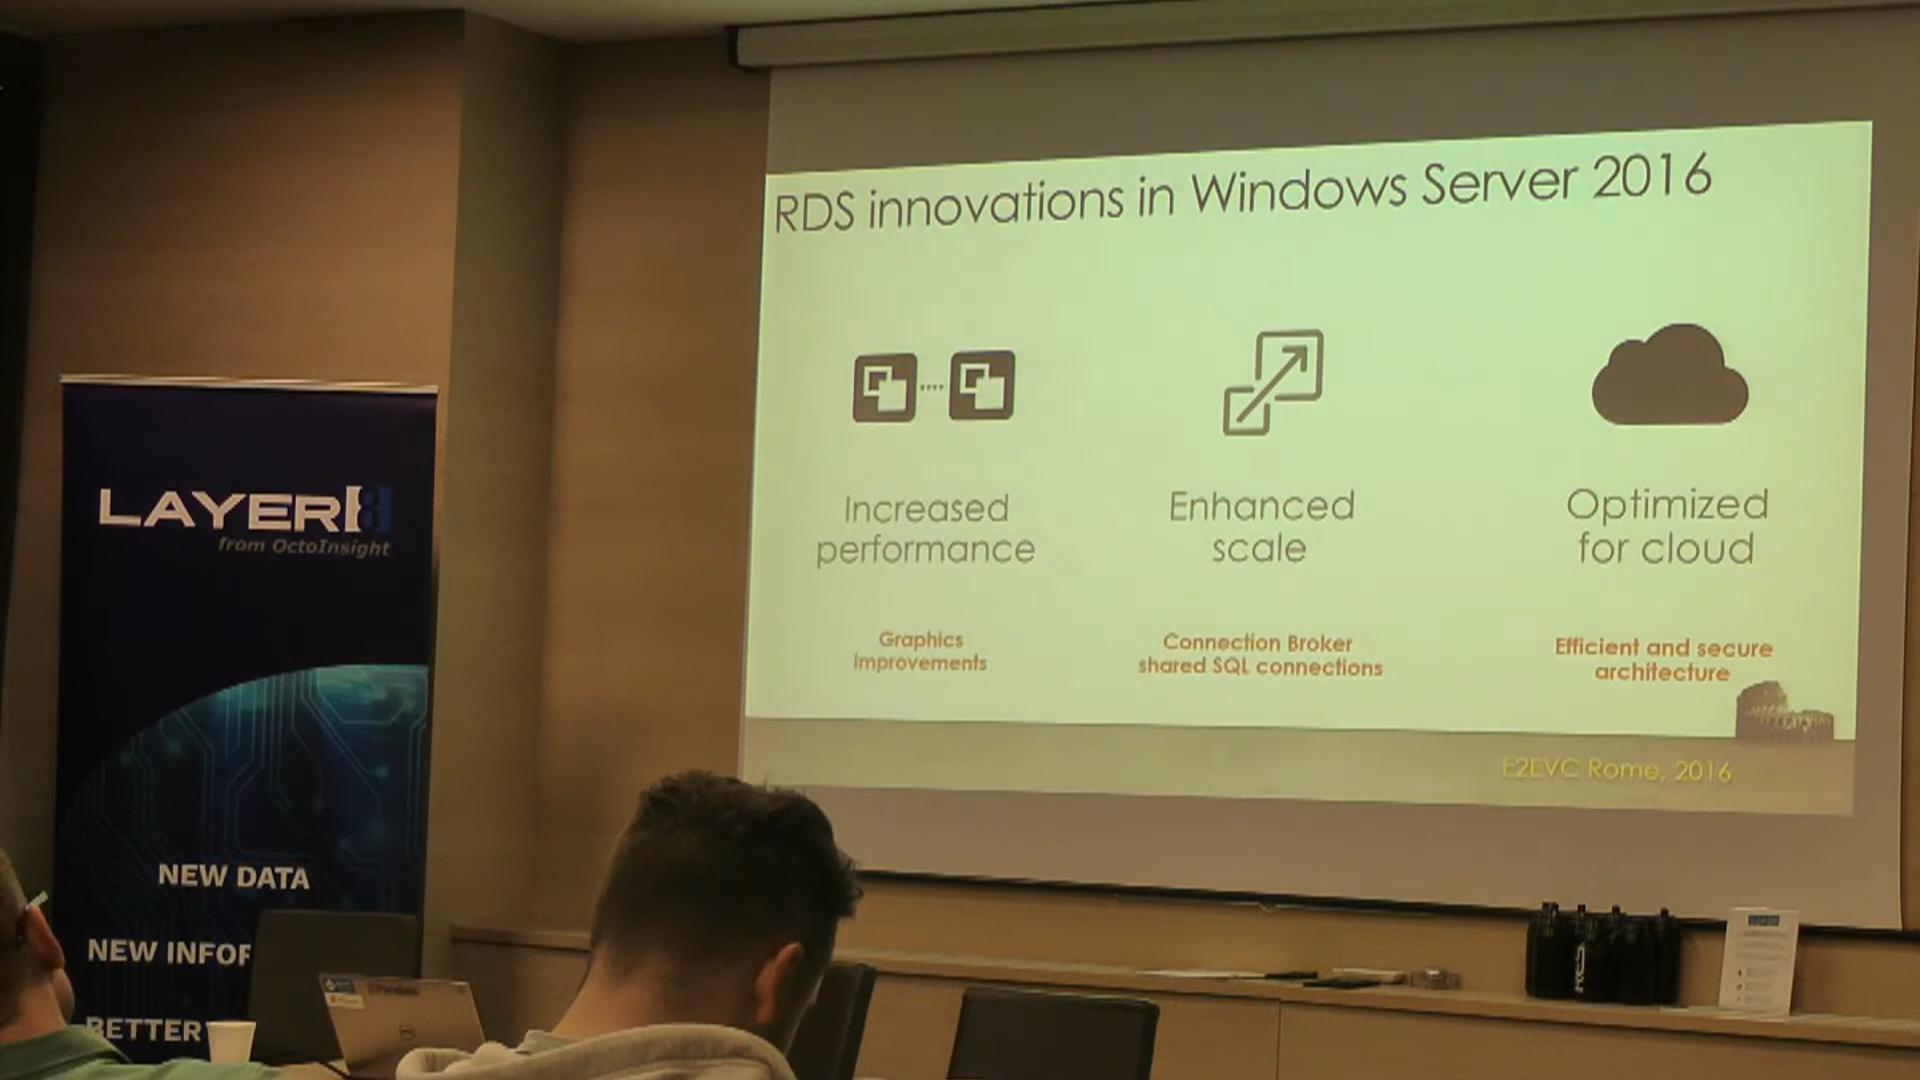 RDS innovations in Windows Server 2016
Increased
performance
Enhanced
scale
Optimized
for cloud
Graphics
improvements
Connection Broker
shared SQL connections
Efficient and secure
architecture
E2EVC Rome, 2016
LAYER8
from OctoInsight
NEW DATA
NEW INFOR
BETTER